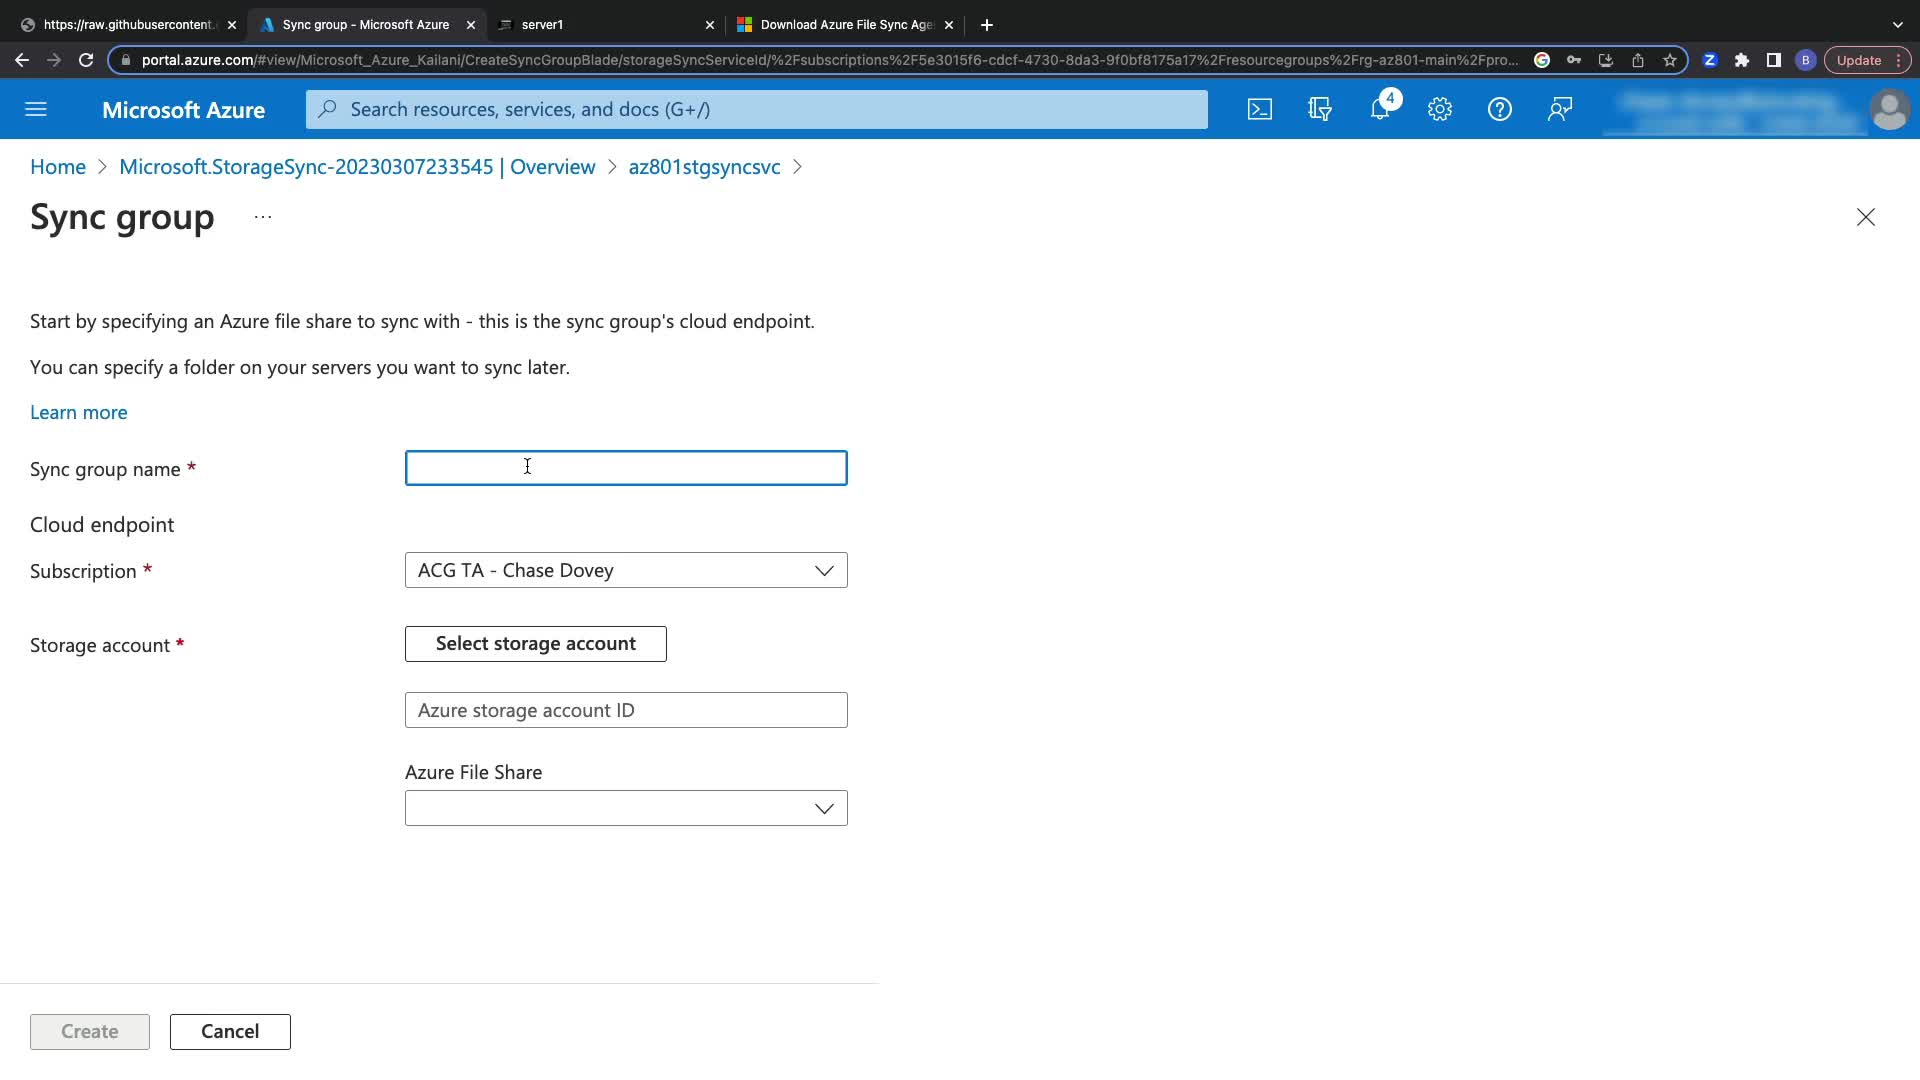 https://raw.githubusercontent.
Sync group - Microsoft Azure
server1
Download Azure File Sync Age
portal.azure.com/#view/Microsoft_Azure_Kailani/CreateSyncGroupBlade/storageSyncServiceId/%2Fsubscriptions%2F5e3015f6-cdcf-4730-8da3-9f0bf8175a17%2Fresourcegroups%2Frg-az801-main%2Fpro...
B
Update
Microsoft Azure
Search resources, services, and docs (G+/)
4
Home > Microsoft.StorageSync-20230307233545 | Overview > az801stgsyncsvc >
Sync group ...
Start by specifying an Azure file share to sync with - this is the sync group's cloud endpoint.
You can specify a folder on your servers you want to sync later.
Learn more
Sync group name *
Cloud endpoint
Subscription *
ACG TA - Chase Dovey
Storage account *
Select storage account
Azure storage account ID
Azure File Share
Create
Cancel